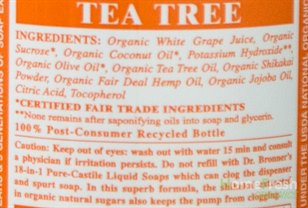 TEA TREE
INGREDIENTS: Organic White Grape Juice, Organic
Sucrose*, Organic Coconut Oil*, Potassium Hydroxide**,
Organic Olive Oil*, Organic Tea Tree Oil, Organic Shikakai
Powder, Organic Fair Deal Hemp Oil, Organic Jojoba Oil,
Citric Acid, Tocopherol
*CERTIFIED FAIR TRADE INGREDIENTS
**None remains after saponifying oils into soap and glycerin.
100% Post-Consumer Recycled Bottle
Caution: Keep out of eyes: wash out with water 15 min and consult
a physician if irritation persists. Do not refill with Dr. Bronner's
18-in-1 Pure-Castile Liquid Soaps which can clog the dispenser
and spurt soap. In this superb formula, the
in organic natural sugars also keeps the pump from clogging.